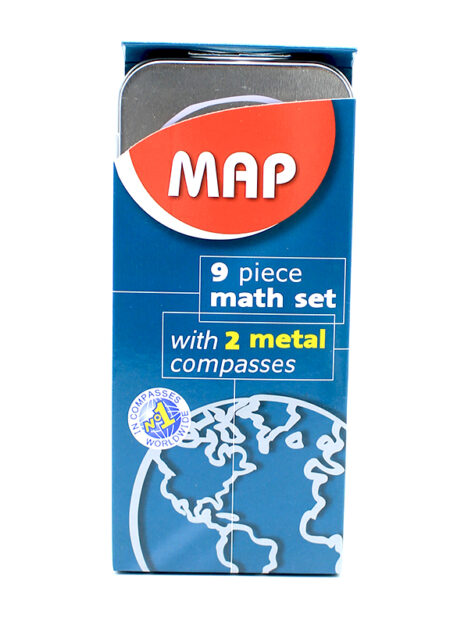 MAP
9 piece
math set
with 2 metal
compasses
IN COMPASSES
Nº1
WORLDWIDE